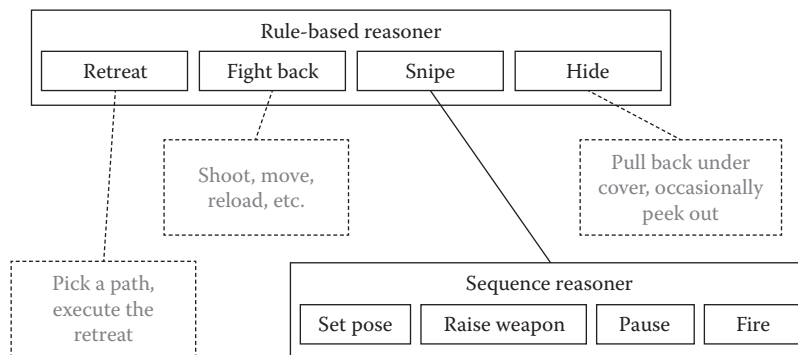 Rule-based reasoner
Retreat
Fight back
Snipe
Hide
Shoot, move,
reload, etc.
Pull back under
cover, occasionally
peek out
Pick a path,
execute the
retreat
Sequence reasoner
Set pose
Raise weapon
Pause
Fire